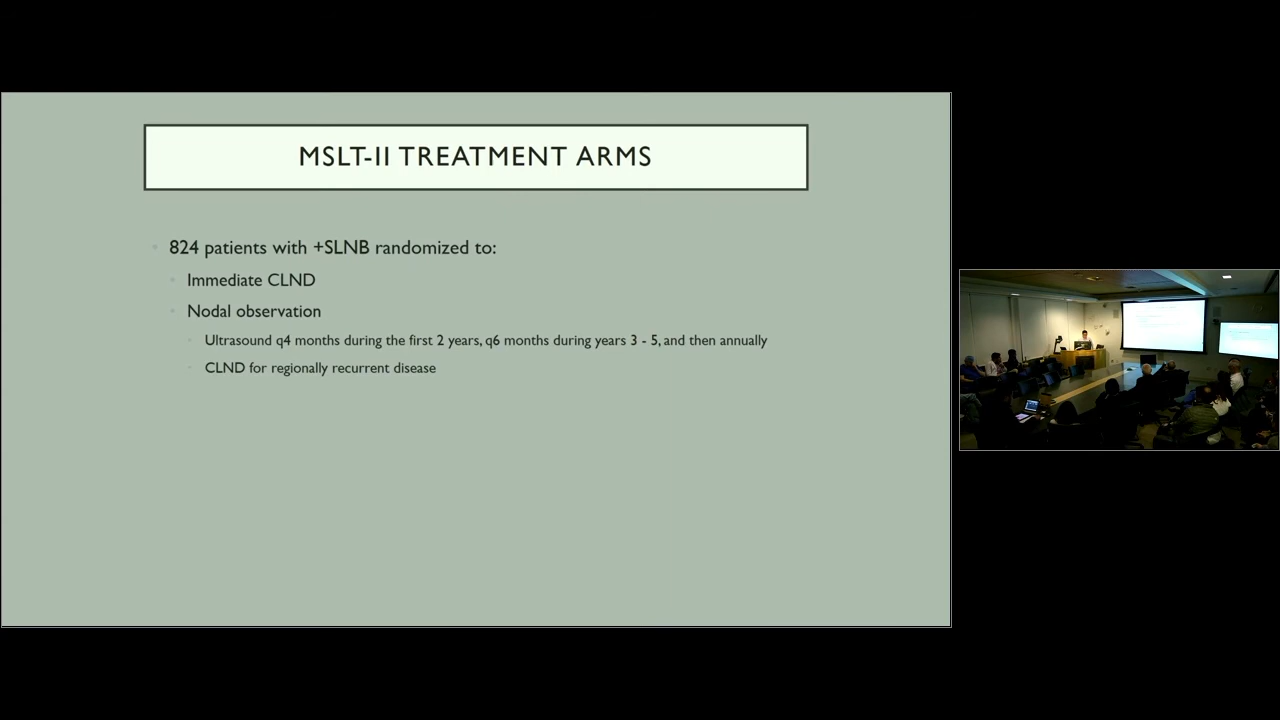 MSLT-II TREATMENT ARMS
824 patients with +SLNB randomized to:
Immediate CLND
Nodal observation
Ultrasound q4 months during the first 2 years, q6 months during years 3 - 5, and then annually
CLND for regionally recurrent disease